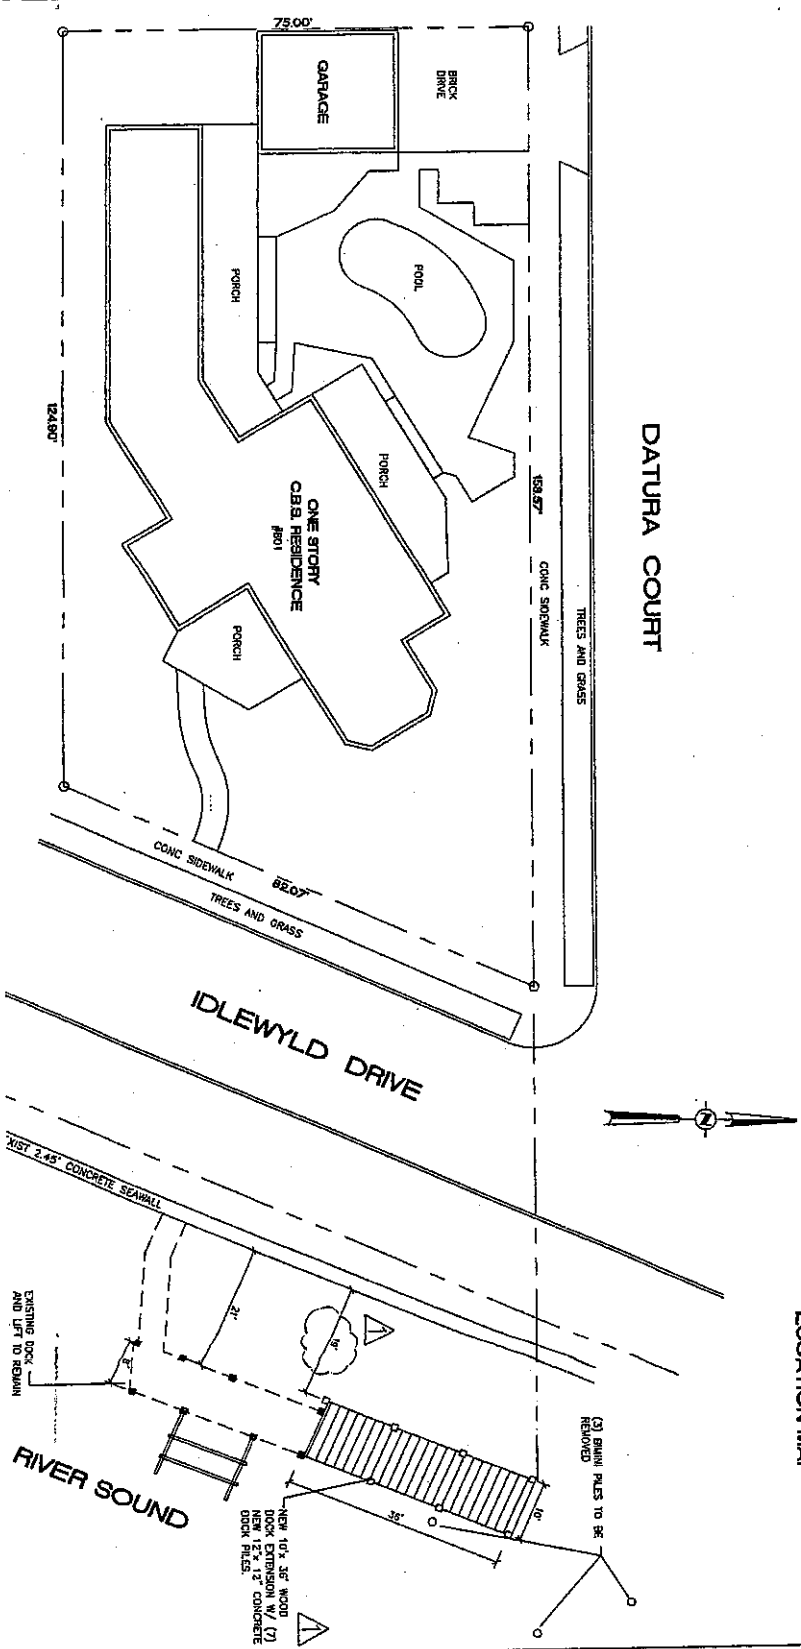 75.00'
GARAGE
BRICK
DRIVE
PORCH
POOL
124.90'
PORCH
158.57'
DATURA COURT
ONE STORY
C.B.S. RESIDENCE
#801
CONC SIDEWALK
TREES AND GRASS
PORCH
CONC SIDEWALK
82.07'
TREES AND GRASS
IDLEWYLD DRIVE
N
XIST 2.45' CONCRETE SEAWALL
21'
1
EXISTING DOCK
AND LIFT TO REMAIN
8'
(3) BIMINI PILES TO BE
REMOVED
10'
36'
RIVER SOUND
NEW 10'x 36' WOOD
DOCK EXTENSION W/ (7)
NEW 12"x 12" CONCRETE
DOCK PILES.
1